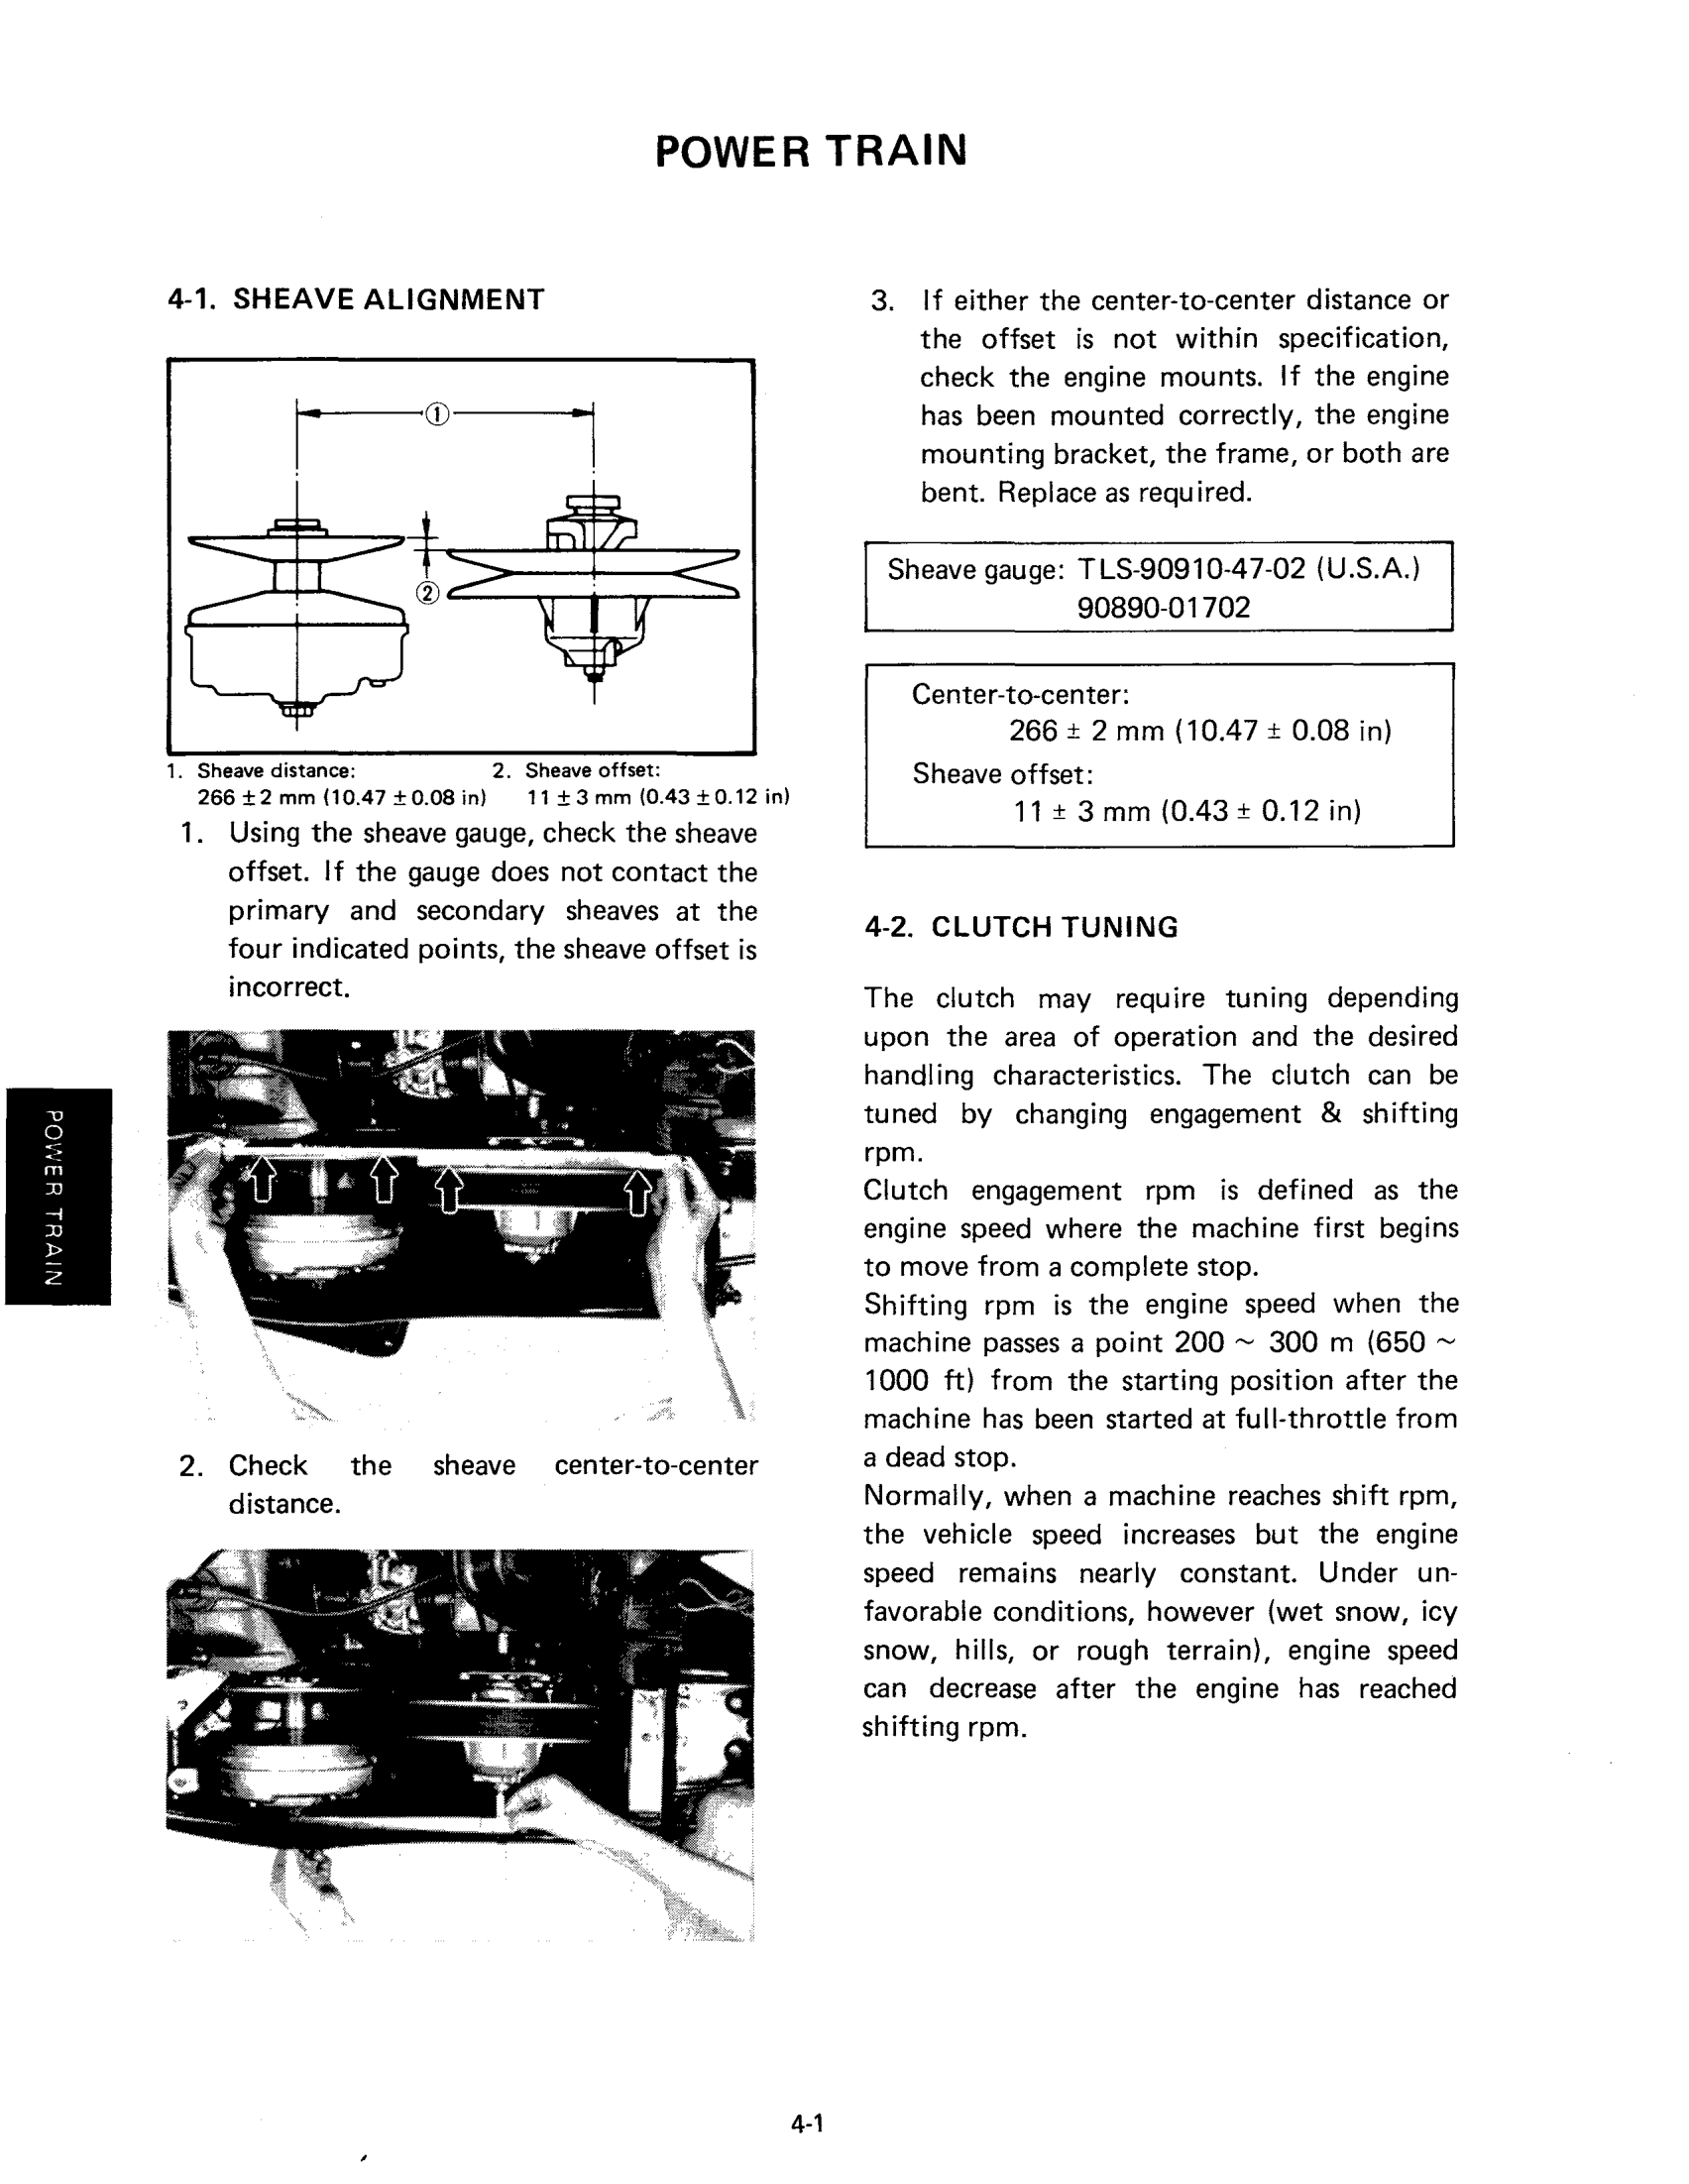 POWER TRAIN
4-1. SHEAVE ALIGNMENT
①
②
1. Sheave distance: 2. Sheave offset:
266 ± 2 mm (10.47 ± 0.08 in) 11 ± 3 mm (0.43 ± 0.12 in)
1. Using the sheave gauge, check the sheave
offset. If the gauge does not contact the
primary and secondary sheaves at the
four indicated points, the sheave offset is
incorrect.
POWER TRAIN
2. Check the sheave center-to-center
distance.
3. If either the center-to-center distance or
the offset is not within specification,
check the engine mounts. If the engine
has been mounted correctly, the engine
mounting bracket, the frame, or both are
bent. Replace as required.
Sheave gauge: TLS-90910-47-02 (U.S.A.)
90890-01702
Center-to-center:
266 ± 2 mm (10.47 ± 0.08 in)
Sheave offset:
11 ± 3 mm (0.43 ± 0.12 in)
4-2. CLUTCH TUNING
The clutch may require tuning depending
upon the area of operation and the desired
handling characteristics. The clutch can be
tuned by changing engagement & shifting
rpm.
Clutch engagement rpm is defined as the
engine speed where the machine first begins
to move from a complete stop.
Shifting rpm is the engine speed when the
machine passes a point 200 ~ 300 m (650 ~
1000 ft) from the starting position after the
machine has been started at full-throttle from
a dead stop.
Normally, when a machine reaches shift rpm,
the vehicle speed increases but the engine
speed remains nearly constant. Under un-
favorable conditions, however (wet snow, icy
snow, hills, or rough terrain), engine speed
can decrease after the engine has reached
shifting rpm.
4-1